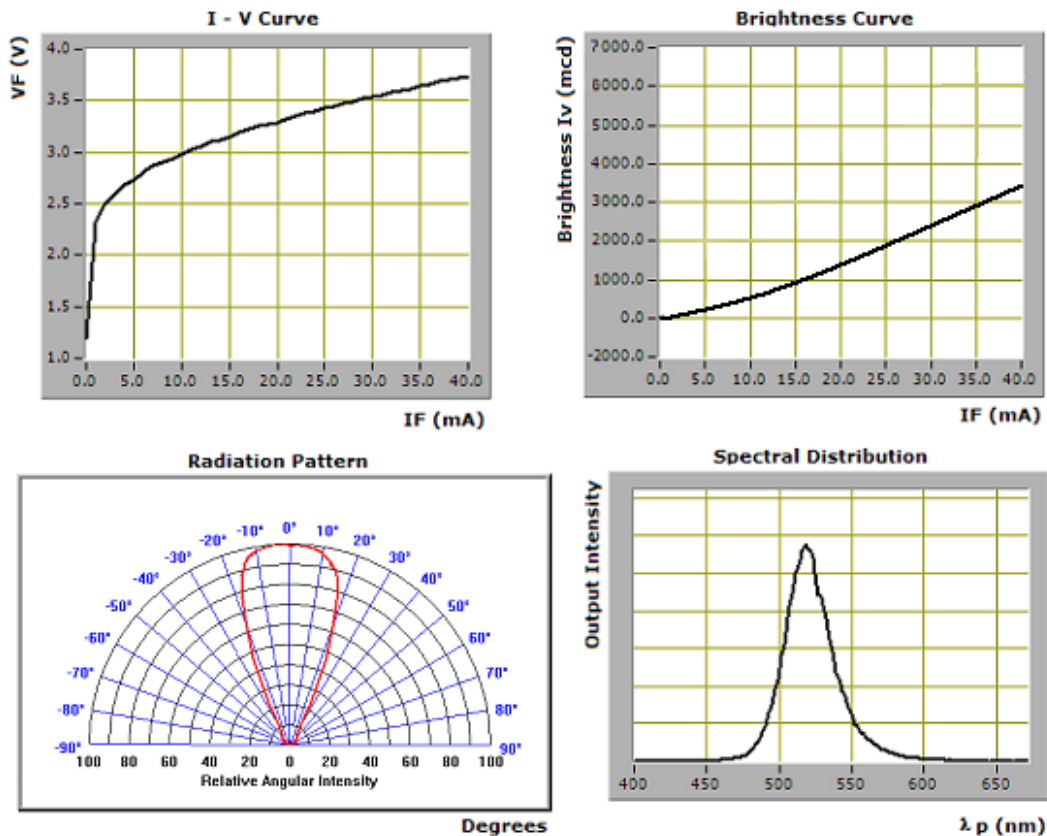 I - V Curve
VF (V)
4.0
3.5
3.0
2.5
2.0
1.5
1.0
0.0 5.0 10.0 15.0 20.0 25.0 30.0 35.0 40.0
IF (mA)
Brightness Curve
Brightness Iv (mcd)
7000.0
6000.0
5000.0
4000.0
3000.0
2000.0
1000.0
0.0
-2000.0
0.0 5.0 10.0 15.0 20.0 25.0 30.0 35.0 40.0
IF (mA)
Radiation Pattern
-90° -80° -70° -60° -50° -40° -30° -20° -10° 0° 10° 20° 30° 40° 50° 60° 70° 80° 90°
100 80 60 40 20 0 20 40 60 80 100
Relative Angular Intensity
Degrees
Spectral Distribution
Output Intensity
400 450 500 550 600 650
λ p (nm)